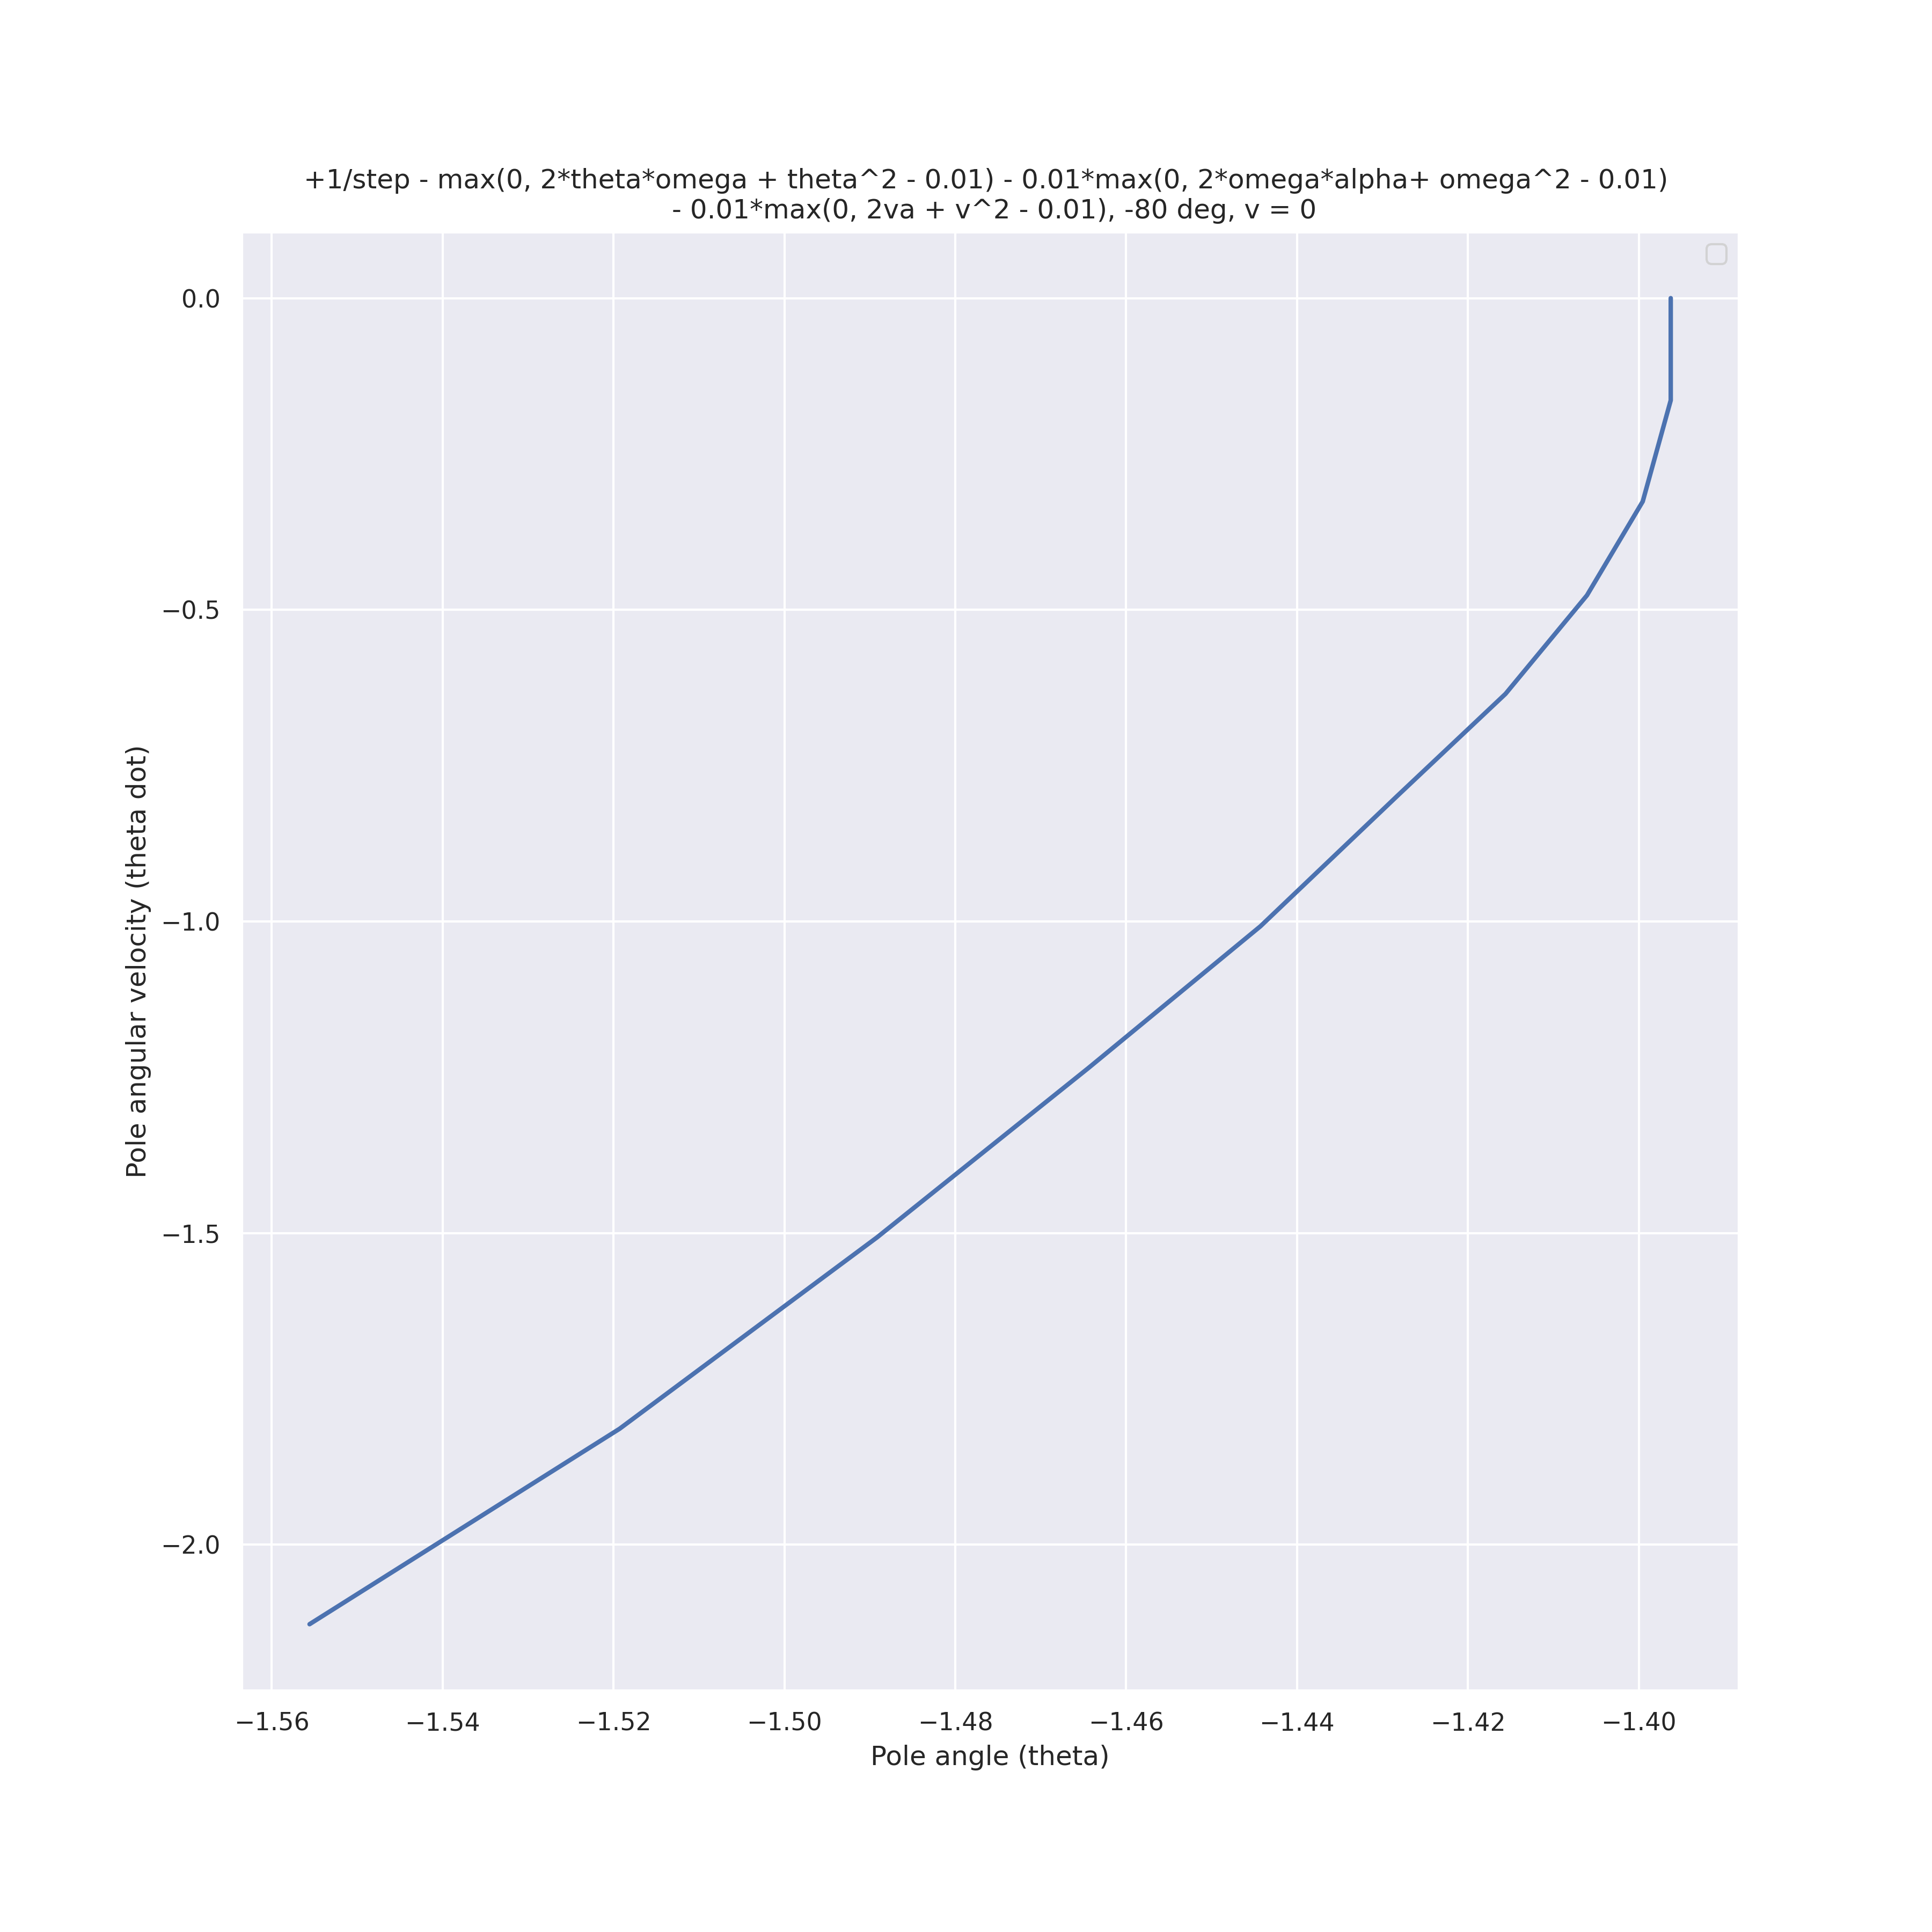 +1/step - max(0, 2*theta*omega + theta^2 - 0.01) - 0.01*max(0, 2*omega*alpha+ omega^2 - 0.01)
- 0.01*max(0, 2va + v^2 - 0.01), -80 deg, v = 0
0.0
−0.5
−1.0
−1.5
−2.0
Pole angular velocity (theta dot)
−1.56 −1.54 −1.52 −1.50 −1.48 −1.46 −1.44 −1.42 −1.40
Pole angle (theta)